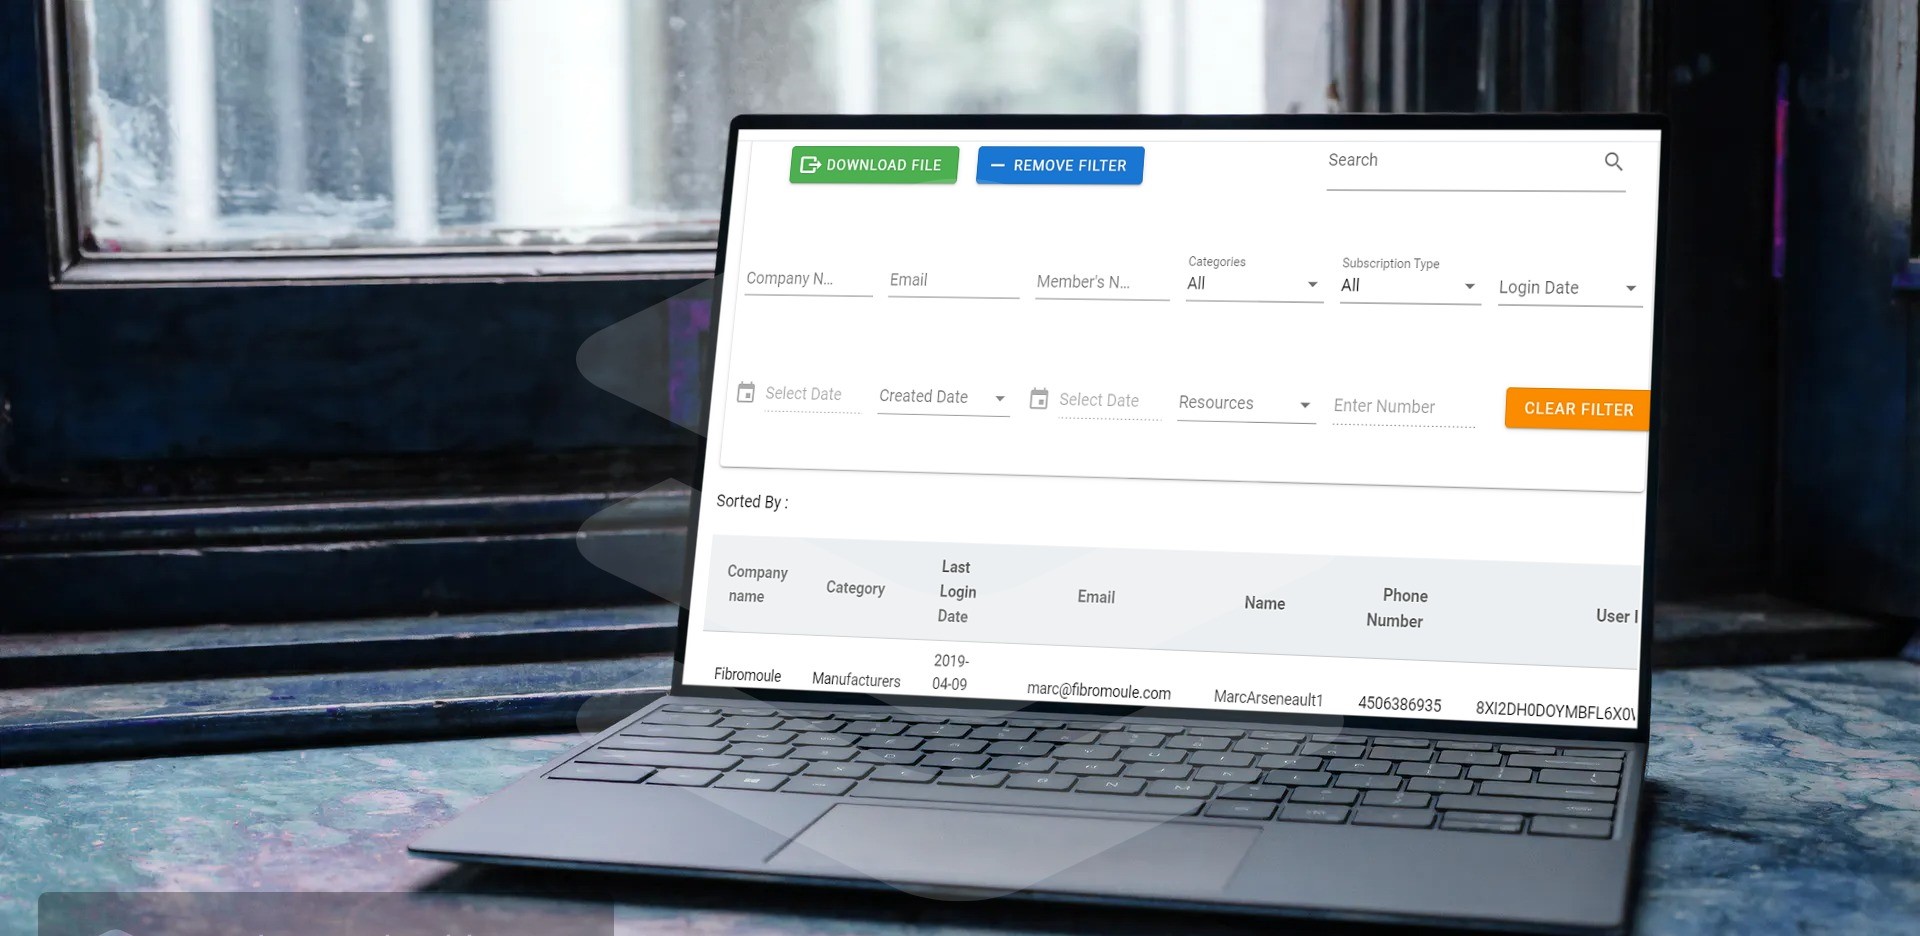 DOWNLOAD FILE
REMOVE FILTER
Search
Company N...
Email
Member's N...
Categories
All
Subscription Type
All
Login Date
Select Date
Created Date
Select Date
Resources
Enter Number
CLEAR FILTER
Sorted By :
Company
name
Category
Last
Login
Date
Email
Name
Phone
Number
User I
Fibromoule
Manufacturers
2019-
04-09
marc@fibromoule.com
MarcArseneault1
4506386935
8XI2DH0DOYMBFL6X0